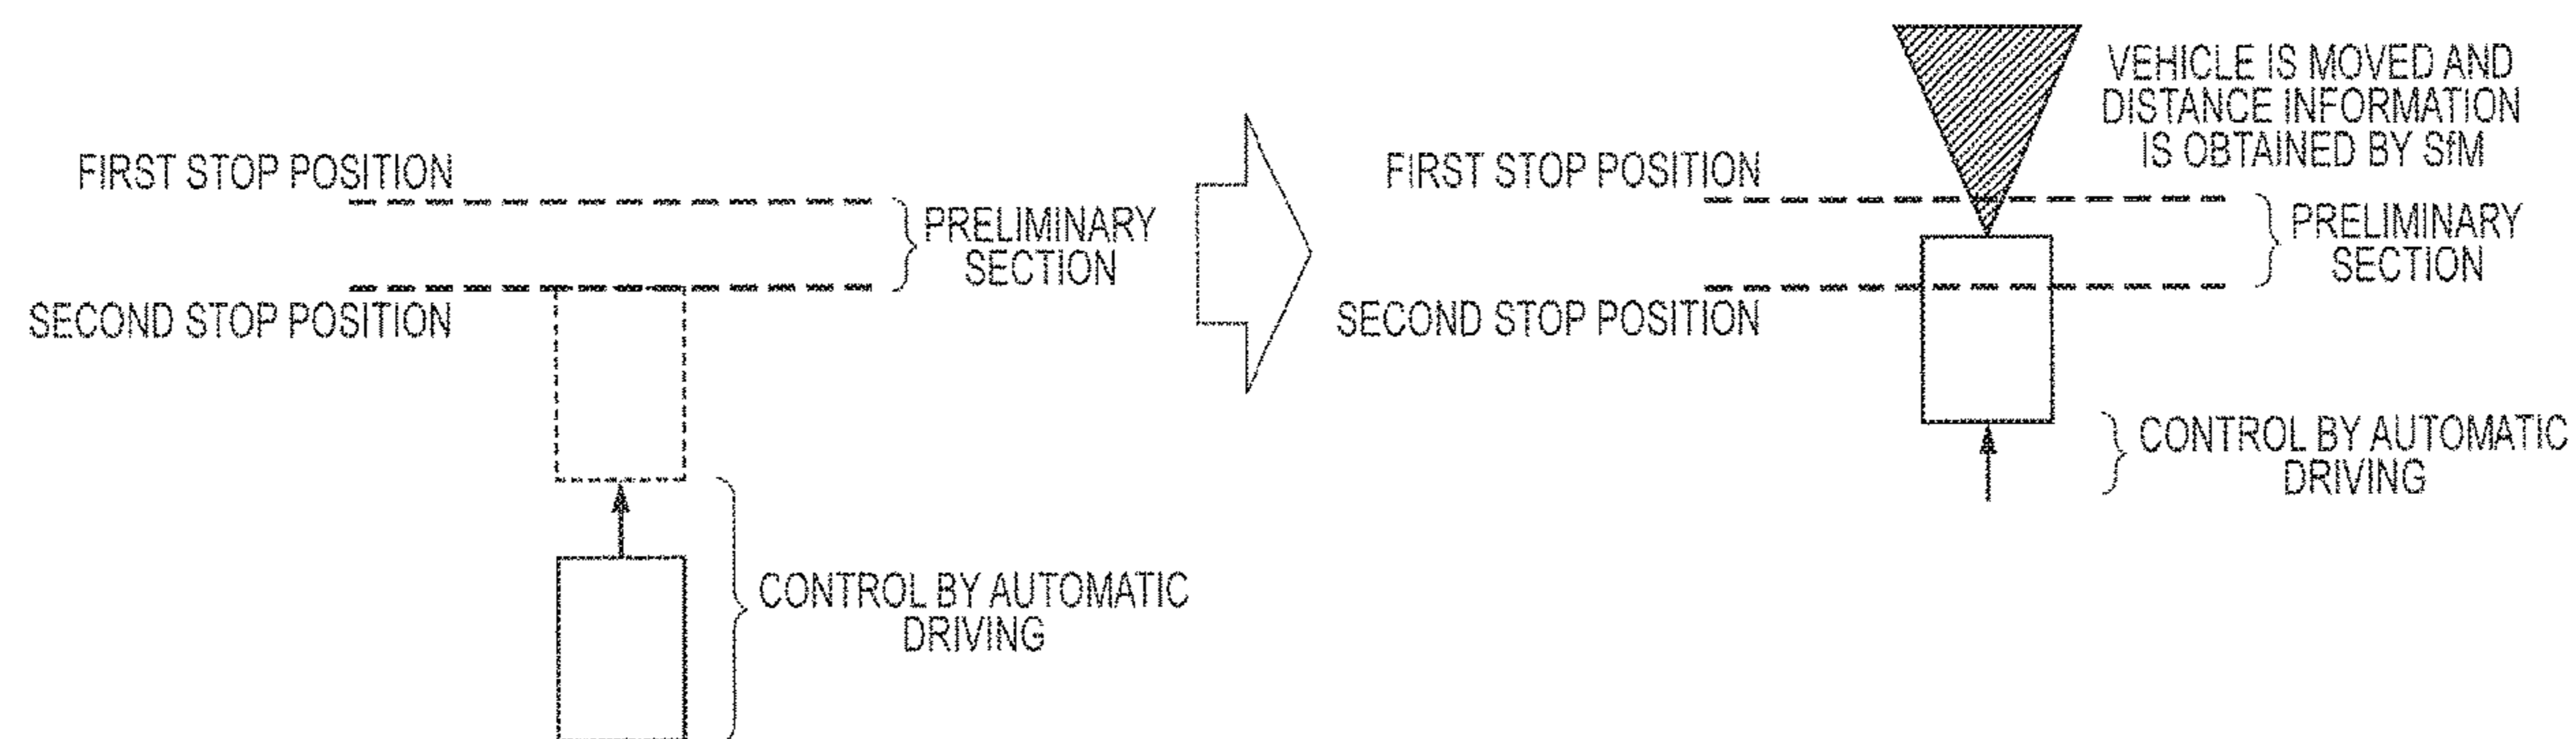 FIRST STOP POSITION
PRELIMINARY
SECTION
SECOND STOP POSITION
CONTROL BY AUTOMATIC
DRIVING
VEHICLE IS MOVED AND
DISTANCE INFORMATION
IS OBTAINED BY SfM
FIRST STOP POSITION
PRELIMINARY
SECTION
SECOND STOP POSITION
CONTROL BY AUTOMATIC
DRIVING